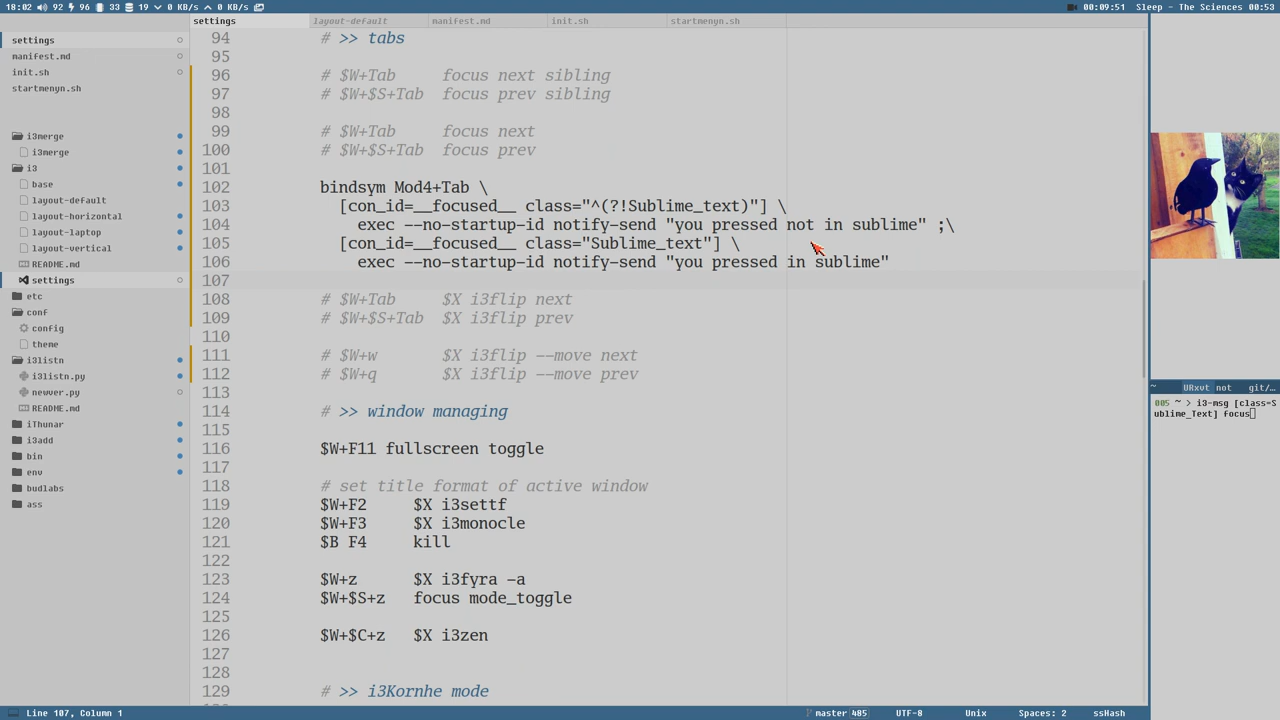 18:02 92 96 33 19 0 KB/s 0 KB/s
00:09:51 Sleep - The Sciences 00:53
settings layout-default manifest.md init.sh startmenyn.sh
settings
manifest.md
init.sh
startmenyn.sh
i3merge
i3merge
i3
base
layout-default
layout-horizontal
layout-laptop
layout-vertical
README.md
settings
etc
conf
config
theme
i3listn
i3listn.py
newver.py
README.md
iThunar
i3add
bin
env
budlabs
ass
94 # >> tabs
95
96 # $W+Tab focus next sibling
97 # $W+$S+Tab focus prev sibling
98
99 # $W+Tab focus next
100 # $W+$S+Tab focus prev
101
102 bindsym Mod4+Tab \
103 [con_id=__focused__ class="^(?!Sublime_text)"] \
104 exec --no-startup-id notify-send "you pressed not in sublime" ;\
105 [con_id=__focused__ class="Sublime_text"] \
106 exec --no-startup-id notify-send "you pressed in sublime"
107
108 # $W+Tab $X i3flip next
109 # $W+$S+Tab $X i3flip prev
110
111 # $W+w $X i3flip --move next
112 # $W+q $X i3flip --move prev
113
114 # >> window managing
115
116 $W+F11 fullscreen toggle
117
118 # set title format of active window
119 $W+F2 $X i3settf
120 $W+F3 $X i3monocle
121 $B F4 kill
122
123 $W+z $X i3fyra -a
124 $W+$S+z focus mode_toggle
125
126 $W+$C+z $X i3zen
127
128
129 # >> i3Kornhe mode
~ URxvt not git/…
005 ~ > i3-msg [class=S
ublime_Text] focus
Line 107, Column 1 master 485 UTF-8 Unix Spaces: 2 ssHash